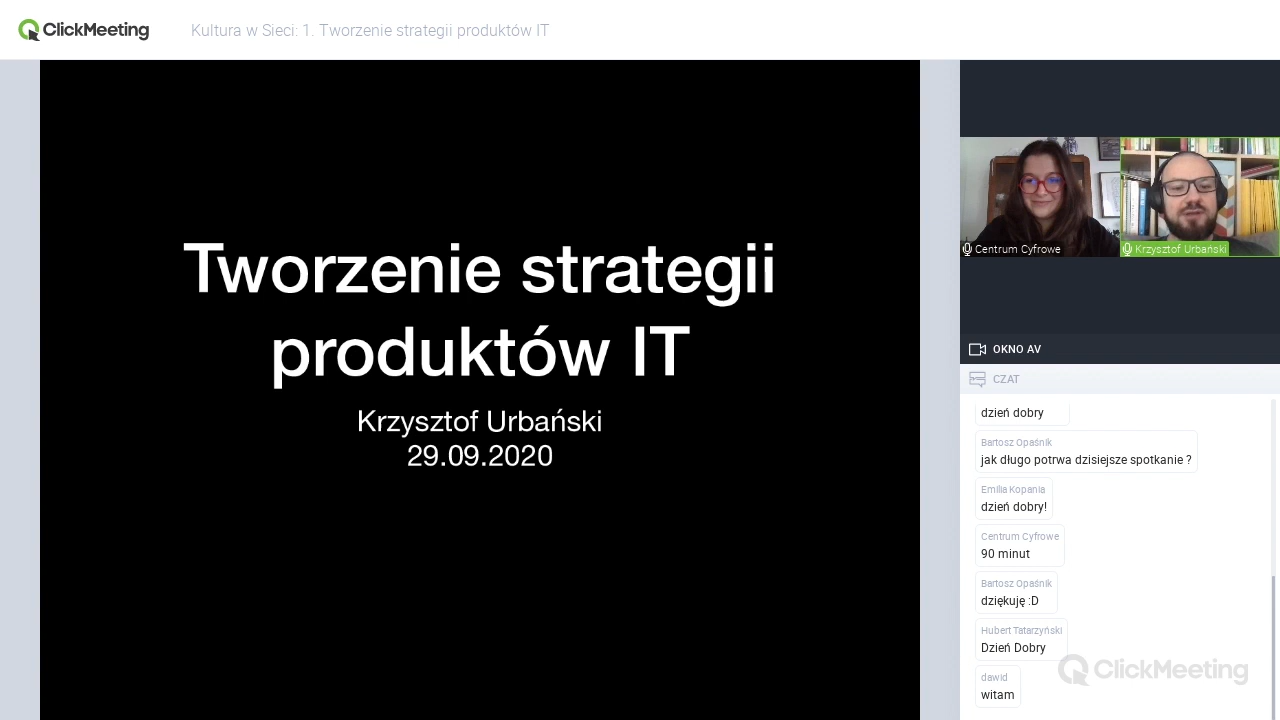 ClickMeeting
Kultura w Sieci: 1. Tworzenie strategii produktów IT
Tworzenie strategii
produktów IT
Krzysztof Urbański
29.09.2020
Centrum Cyfrowe
Krzysztof Urbański
OKNO AV
CZAT
dzień dobry
Bartosz Opaśnik
jak długo potrwa dzisiejsze spotkanie ?
Emilia Kopania
dzień dobry!
Centrum Cyfrowe
90 minut
Bartosz Opaśnik
dziękuję :D
Hubert Tatarzyński
Dzień Dobry
dawid
witam
ClickMeeting